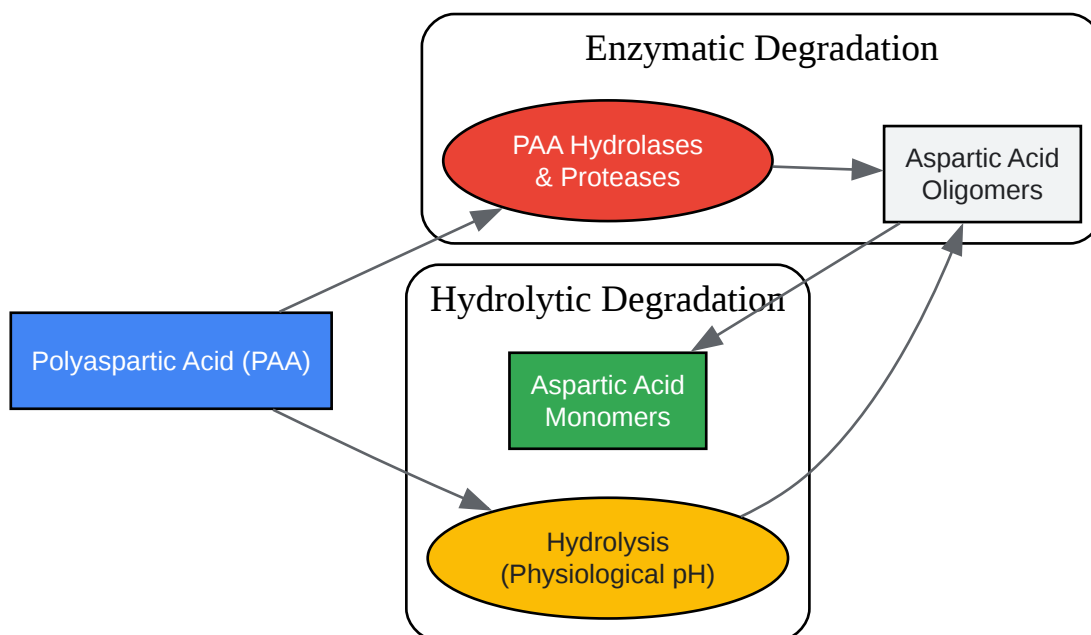 Enzymatic Degradation
PAA Hydrolases
& Proteases
Aspartic Acid
Oligomers
Hydrolytic Degradation
Polyaspartic Acid (PAA)
Aspartic Acid
Monomers
Hydrolysis
(Physiological pH)